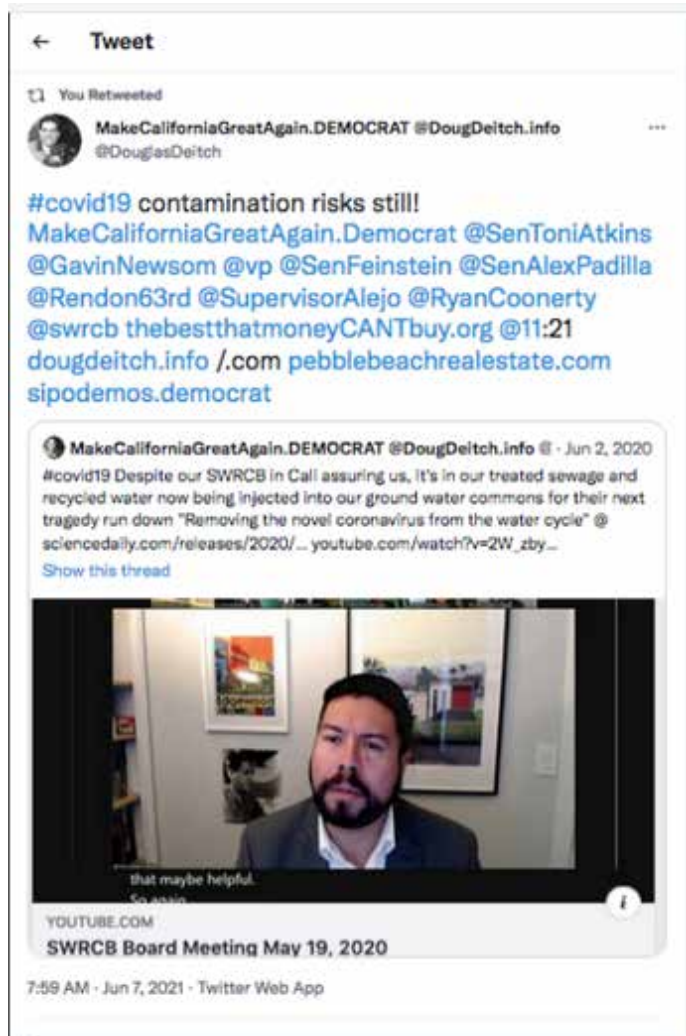 ← Tweet
You Retweeted
MakeCaliforniaGreatAgain.DEMOCRAT @DougDeitch.info
@DouglasDeitch
#covid19 contamination risks still!
MakeCaliforniaGreatAgain.Democrat @SenToniAtkins
@GavinNewsom @vp @SenFeinstein @SenAlexPadilla
@Rendon63rd @SupervisorAlejo @RyanCoonerty
@swrcb thebestthatmoneyCANTbuy.org @11:21
dougdeitch.info /.com pebblebeachrealestate.com
sipodemos.democrat
MakeCaliforniaGreatAgain.DEMOCRAT @DougDeitch.info @ · Jun 2, 2020
#covid19 Despite our SWRCB in Cali assuring us, it's in our treated sewage and
recycled water now being injected into our ground water commons for their next
tragedy run down "Removing the novel coronavirus from the water cycle" @
sciencedaily.com/releases/2020/... youtube.com/watch?v=2W_zby...
Show this thread
that maybe helpful.
So again
YOUTUBE.COM
SWRCB Board Meeting May 19, 2020
7:59 AM · Jun 7, 2021 · Twitter Web App